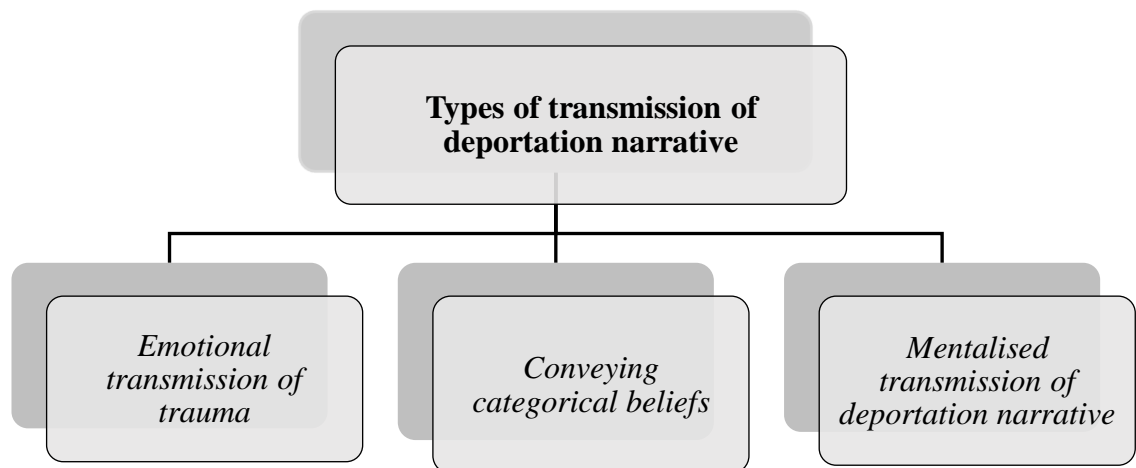 Types of transmission of
deportation narrative
Emotional
transmission of
trauma
Conveying
categorical beliefs
Mentalised
transmission of
deportation narrative